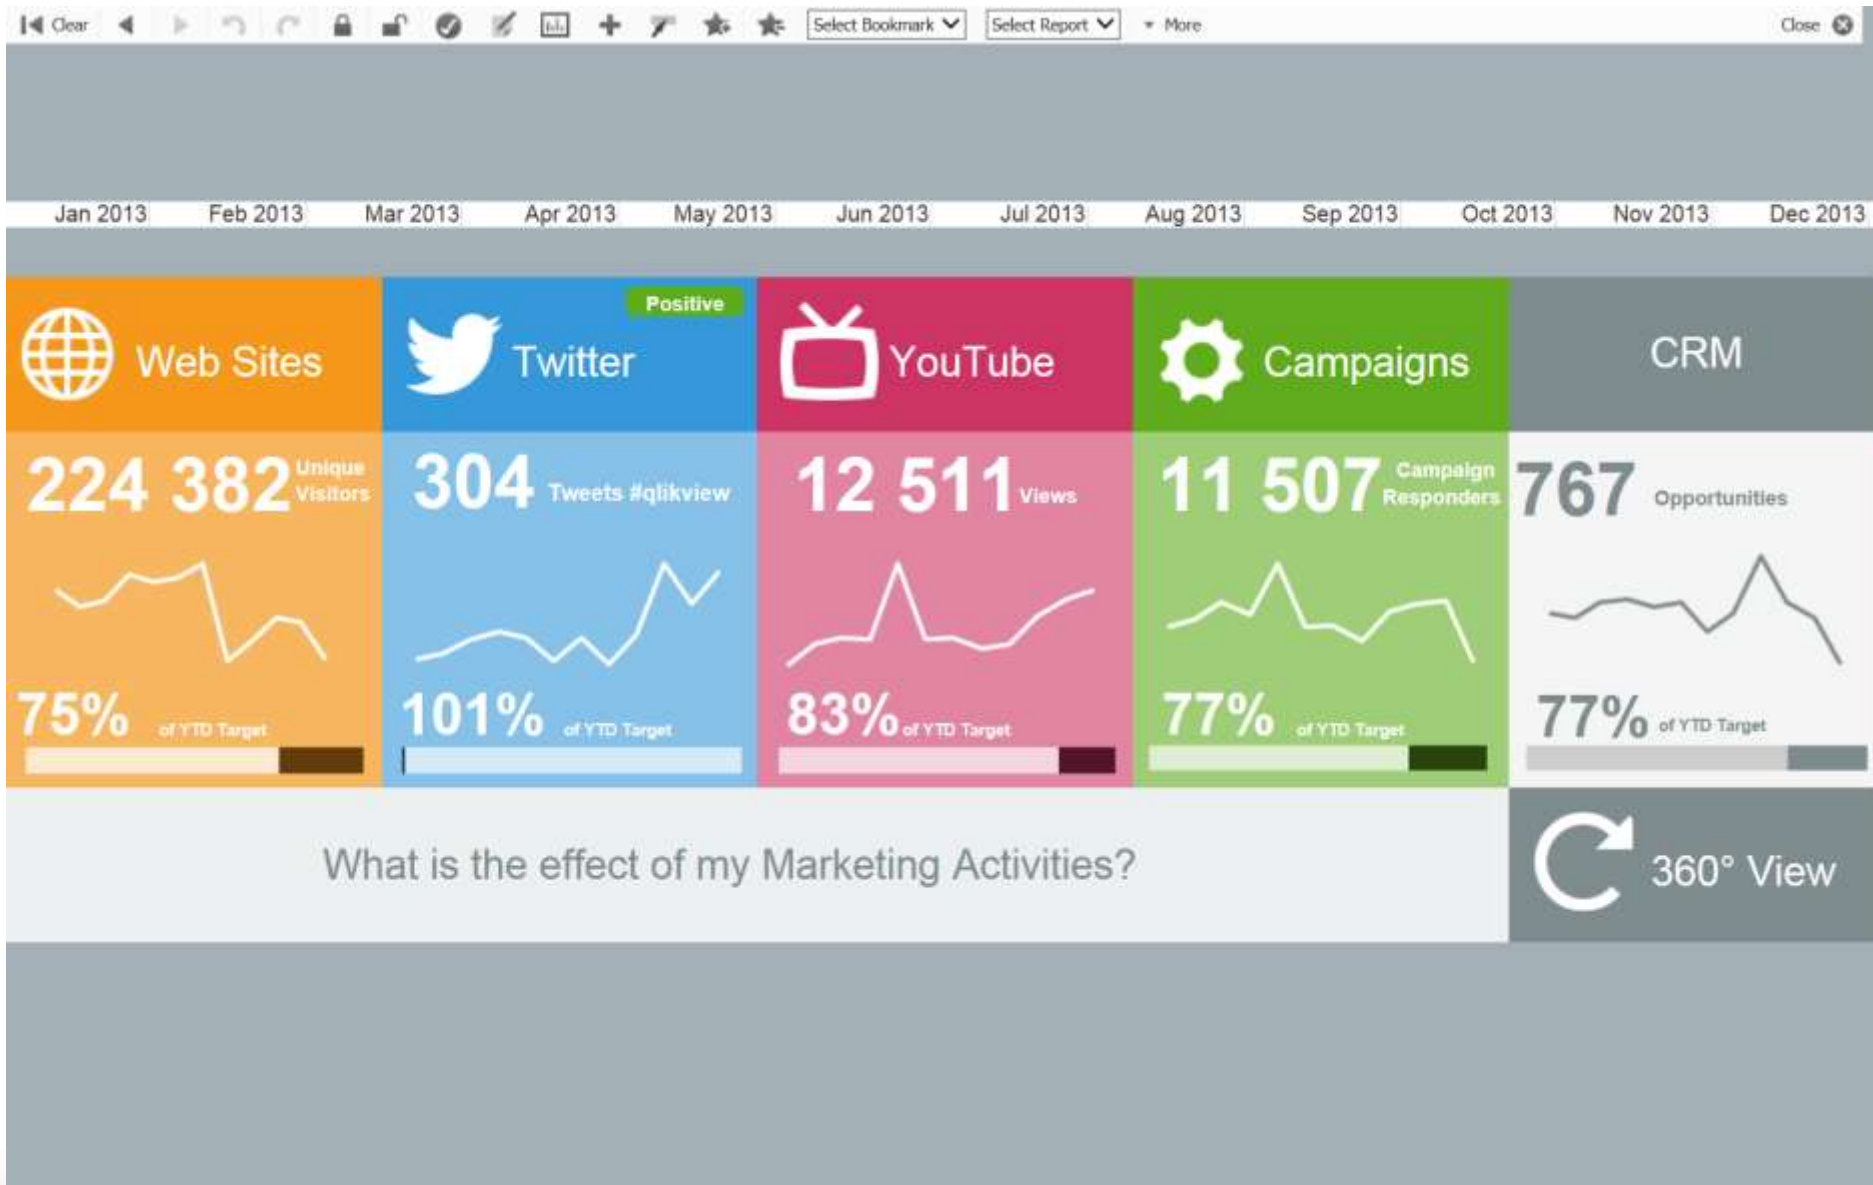 Clear Select Bookmark Select Report More Close
Jan 2013 Feb 2013 Mar 2013 Apr 2013 May 2013 Jun 2013 Jul 2013 Aug 2013 Sep 2013 Oct 2013 Nov 2013 Dec 2013
Web Sites
224 382 Unique
Visitors
75% of YTD Target
Positive
Twitter
304 Tweets #qlikview
101% of YTD Target
YouTube
12 511 Views
83% of YTD Target
Campaigns
11 507 Campaign
Responders
77% of YTD Target
CRM
767 Opportunities
77% of YTD Target
What is the effect of my Marketing Activities?
360° View